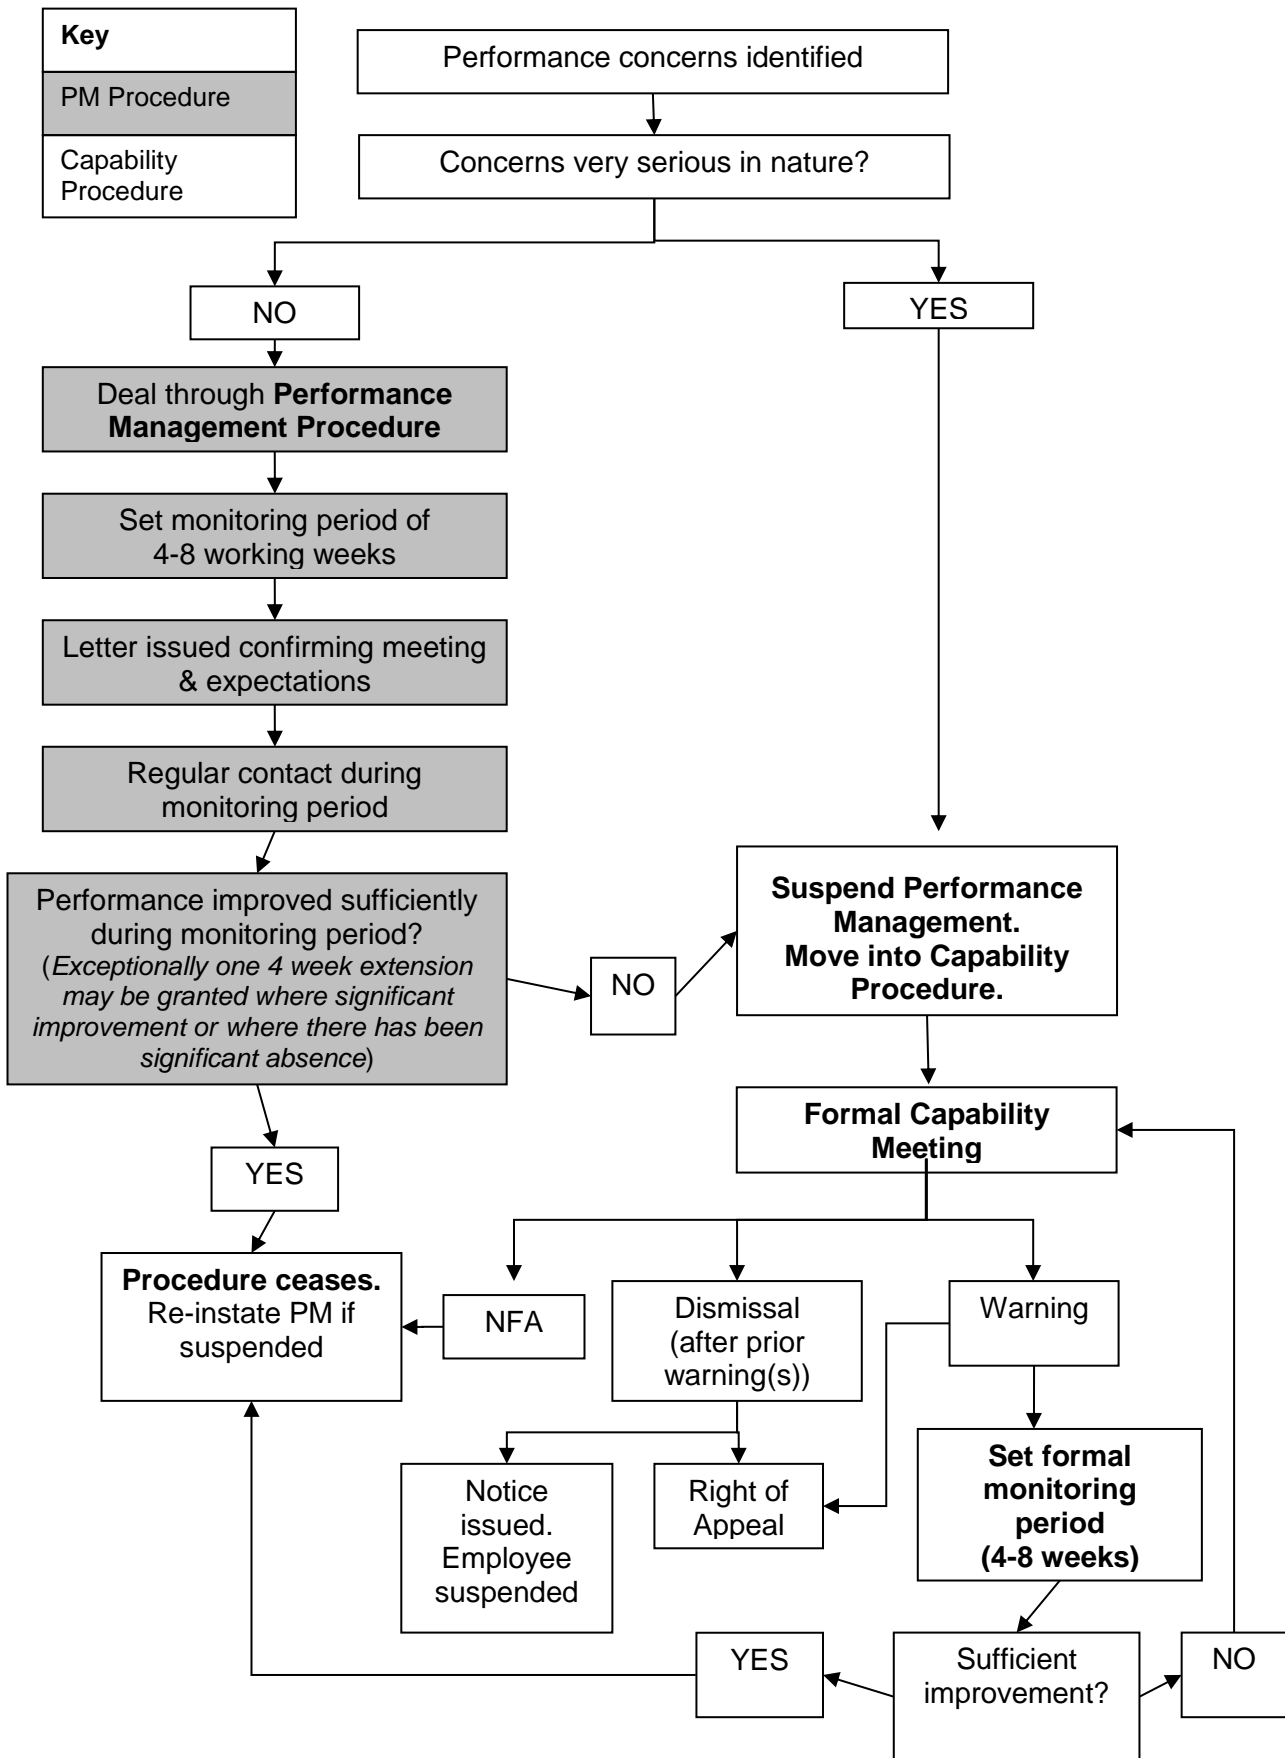 Key
PM Procedure
Capability
Procedure
Performance concerns identified
Concerns very serious in nature?
NO
YES
Deal through Performance
Management Procedure
Set monitoring period of
4-8 working weeks
Letter issued confirming meeting
& expectations
Regular contact during
monitoring period
Performance improved sufficiently
during monitoring period?
(Exceptionally one 4 week extension
may be granted where significant
improvement or where there has been
significant absence)
NO
Suspend Performance
Management.
Move into Capability
Procedure.
Formal Capability
Meeting
YES
Procedure ceases.
Re-instate PM if
suspended
NFA
Dismissal
(after prior
warning(s))
Warning
Notice
issued.
Employee
suspended
Right of
Appeal
Set formal
monitoring
period
(4-8 weeks)
YES
Sufficient
improvement?
NO